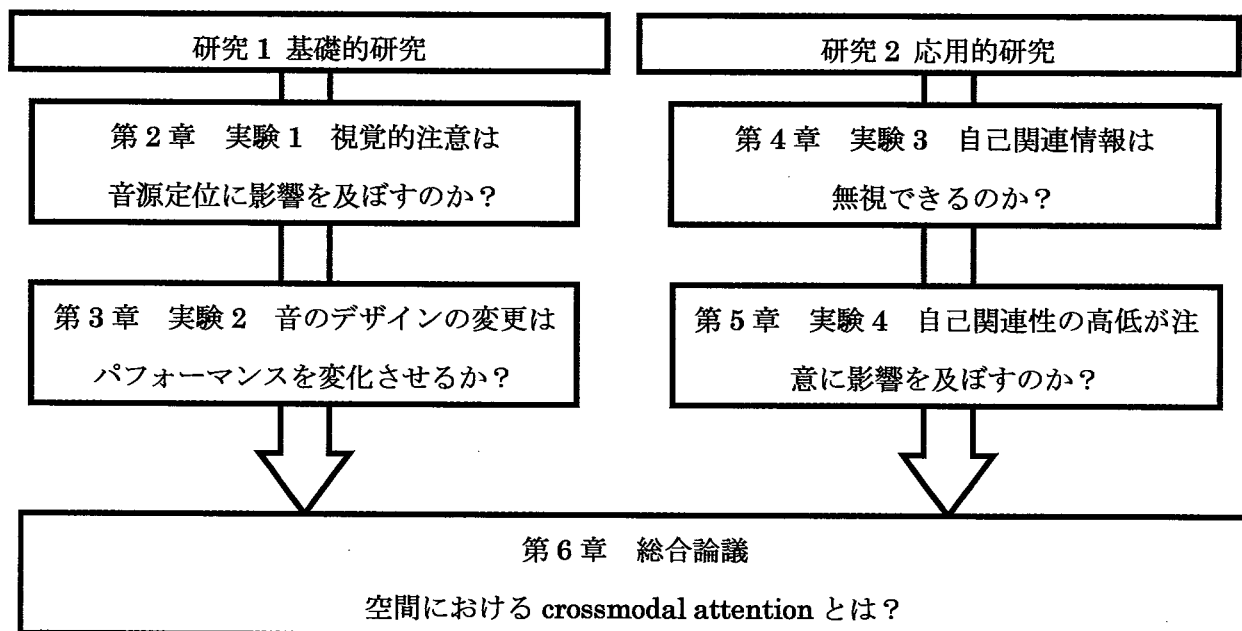 研究1 基礎的研究
第2章 実験1 視覚的注意は
音源定位に影響を及ぼすのか？
第3章 実験2 音のデザインの変更は
パフォーマンスを変化させるか？
研究2 応用的研究
第4章 実験3 自己関連情報は
無視できるのか？
第5章 実験4 自己関連性の高低が注
意に影響を及ぼすのか？
第6章 総合論議
空間における crossmodal attention とは？